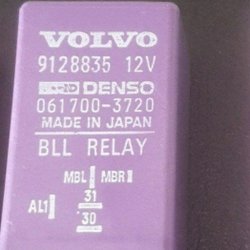 VOLVO
9128835 12V
DENSO
061700-3720
MADE IN JAPAN
BLL RELAY
MBL MBR
31
AL1
30